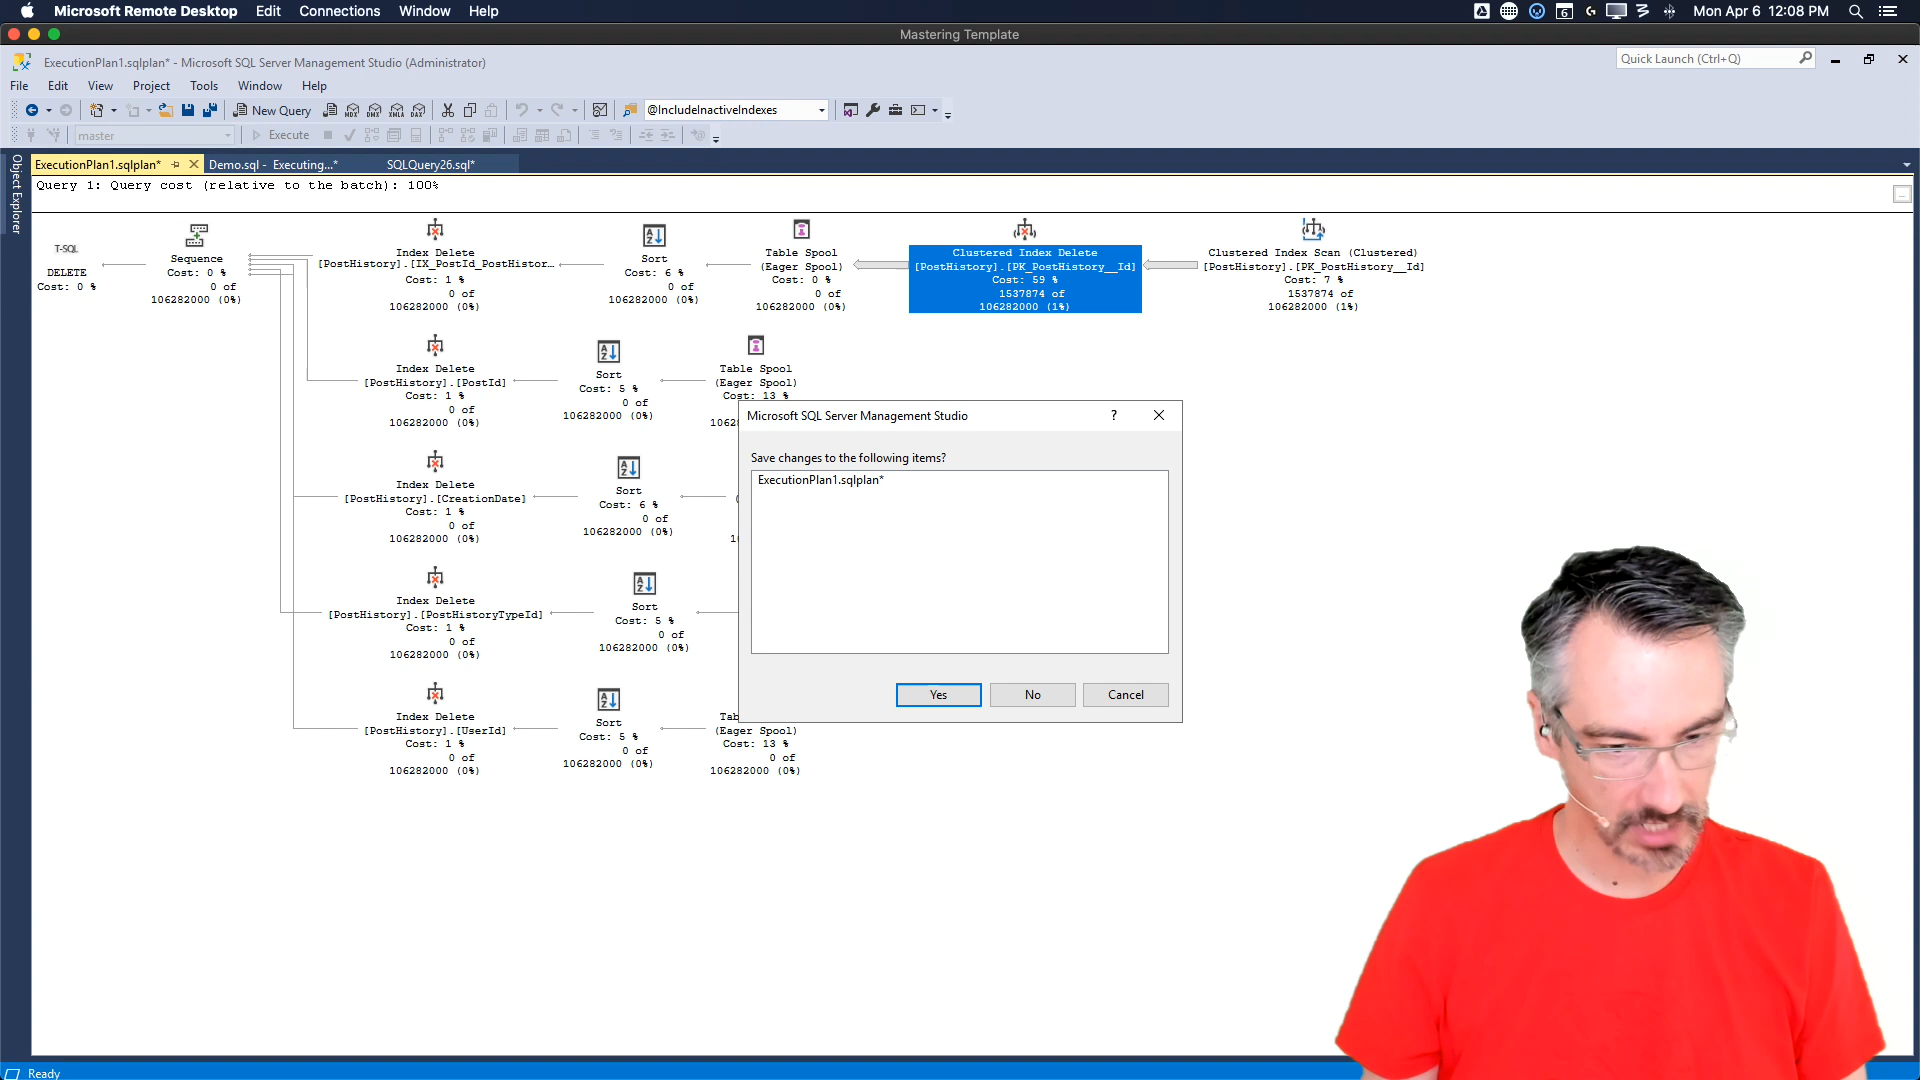 Microsoft Remote Desktop Edit Connections Window Help
6 Mon Apr 6 12:08 PM
Mastering Template
ExecutionPlan1.sqlplan* - Microsoft SQL Server Management Studio (Administrator)
Quick Launch (Ctrl+Q)
File Edit View Project Tools Window Help
New Query
MDX DMX XMLA DAX
@IncludeInactiveIndexes
master
Execute
Object Explorer
ExecutionPlan1.sqlplan*
Demo.sql - Executing...*
SQLQuery26.sql*
Query 1: Query cost (relative to the batch): 100%
T-SQL
DELETE
Cost: 0 %
Sequence
Cost: 0 %
0 of
106282000 (0%)
Index Delete
[PostHistory].[IX_PostId_PostHistor...
Cost: 1 %
0 of
106282000 (0%)
Sort
Cost: 6 %
0 of
106282000 (0%)
Table Spool
(Eager Spool)
Cost: 0 %
0 of
106282000 (0%)
Clustered Index Delete
[PostHistory].[PK_PostHistory__Id]
Cost: 59 %
1537874 of
106282000 (1%)
Clustered Index Scan (Clustered)
[PostHistory].[PK_PostHistory__Id]
Cost: 7 %
1537874 of
106282000 (1%)
Index Delete
[PostHistory].[PostId]
Cost: 1 %
0 of
106282000 (0%)
Sort
Cost: 5 %
0 of
106282000 (0%)
Table Spool
(Eager Spool)
Cost: 13 %
Index Delete
[PostHistory].[CreationDate]
Cost: 1 %
0 of
106282000 (0%)
Sort
Cost: 6 %
0 of
106282000 (0%)
Index Delete
[PostHistory].[PostHistoryTypeId]
Cost: 1 %
0 of
106282000 (0%)
Sort
Cost: 5 %
0 of
106282000 (0%)
Index Delete
[PostHistory].[UserId]
Cost: 1 %
0 of
106282000 (0%)
Sort
Cost: 5 %
0 of
106282000 (0%)
(Eager Spool)
Cost: 13 %
0 of
106282000 (0%)
Microsoft SQL Server Management Studio
?
Save changes to the following items?
ExecutionPlan1.sqlplan*
Yes
No
Cancel
Ready